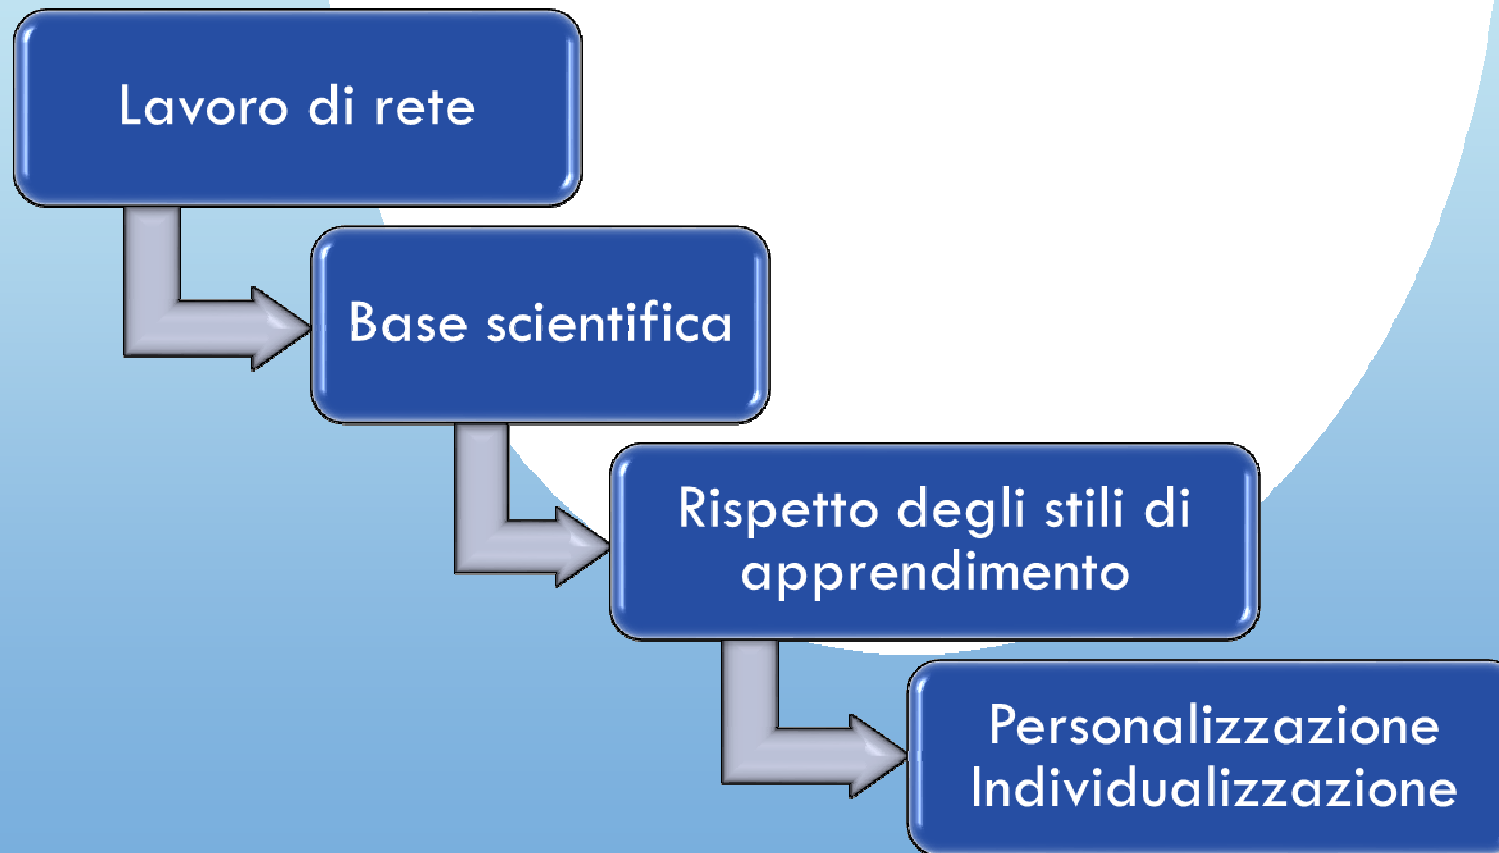 Lavoro di rete
Base scientifica
Rispetto degli stili di
apprendimento
Personalizzazione
Individualizzazione